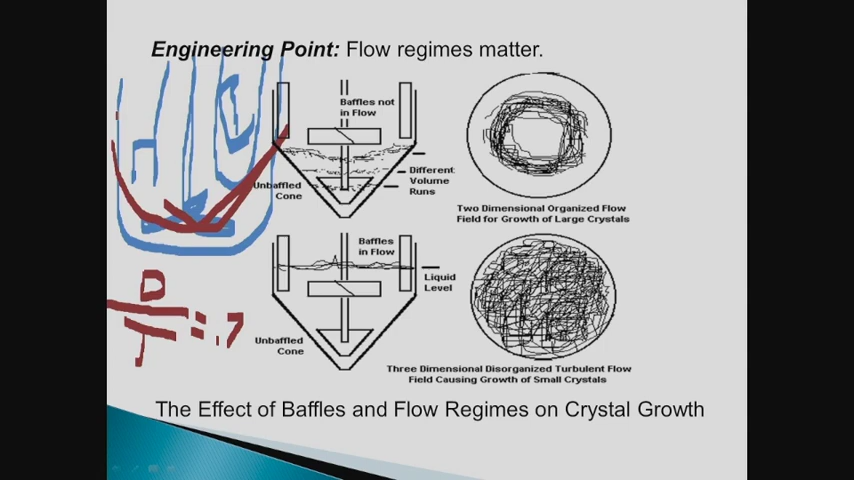 Engineering Point: Flow regimes matter.
Baffles not
in Flow
Different
Volume
Runs
Unbaffled
Cone
Two Dimensional Organized Flow
Field for Growth of Large Crystals
Baffles
in Flow
Liquid
Level
Unbaffled
Cone
Three Dimensional Disorganized Turbulent Flow
Field Causing Growth of Small Crystals
D
T
= .7
The Effect of Baffles and Flow Regimes on Crystal Growth